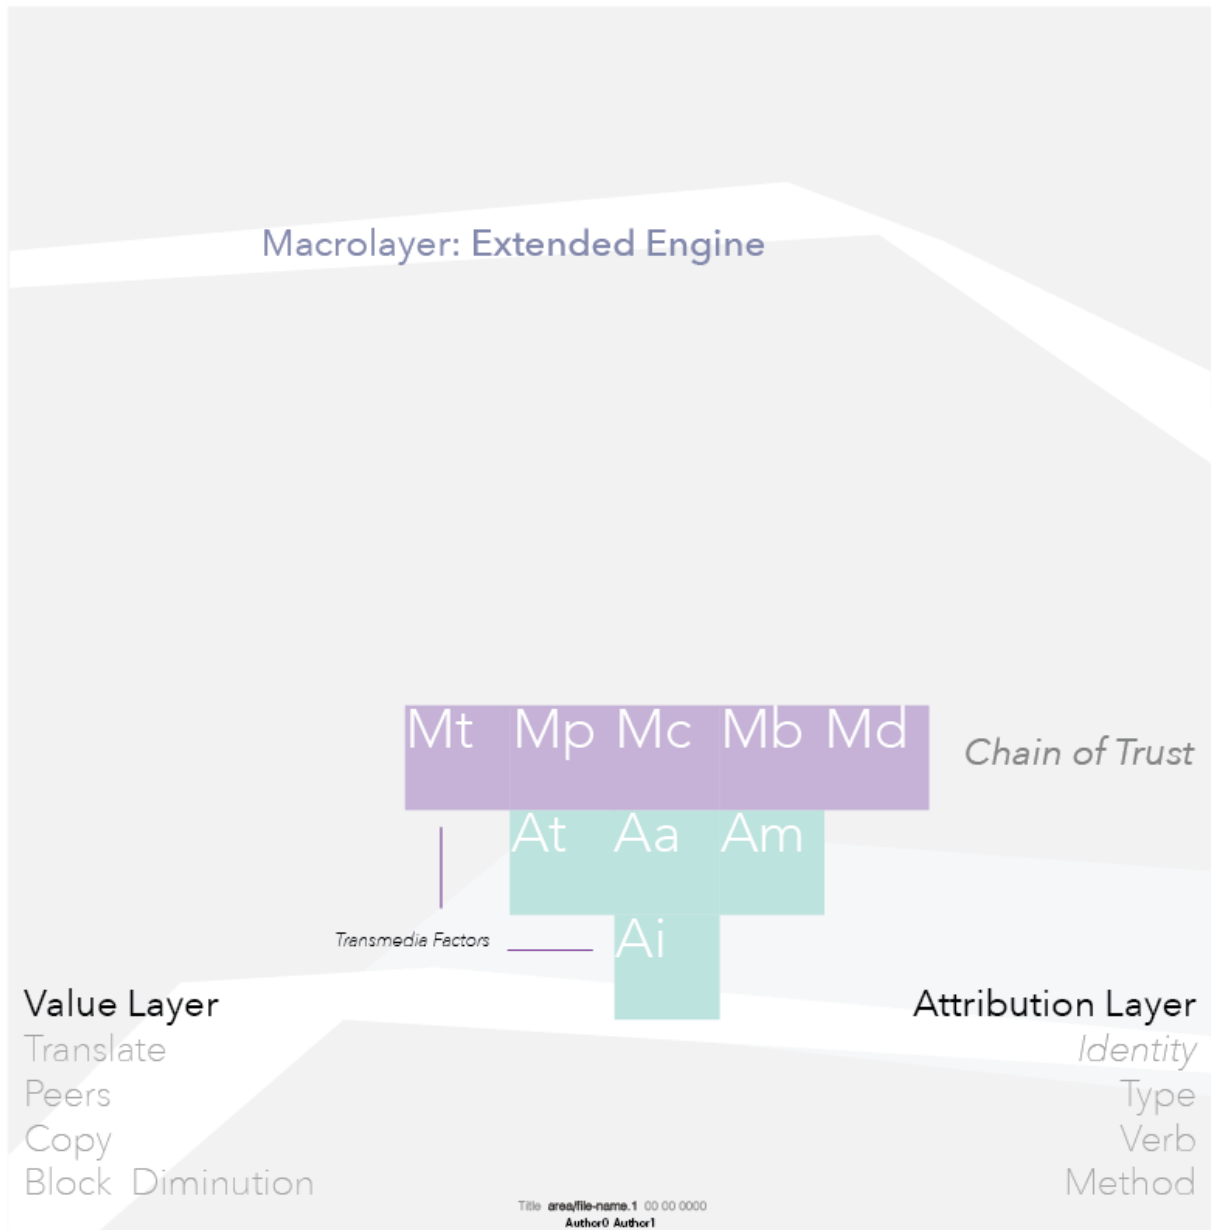 Macrolayer: Extended Engine
Mt Mp Mc Mb Md
Chain of Trust
At Aa Am
Transmedia Factors
Ai
Value Layer
Translate
Peers
Copy
Block Diminution
Attribution Layer
Identity
Type
Verb
Method
Title area/file-name.1 00 00 0000
Author0 Author1